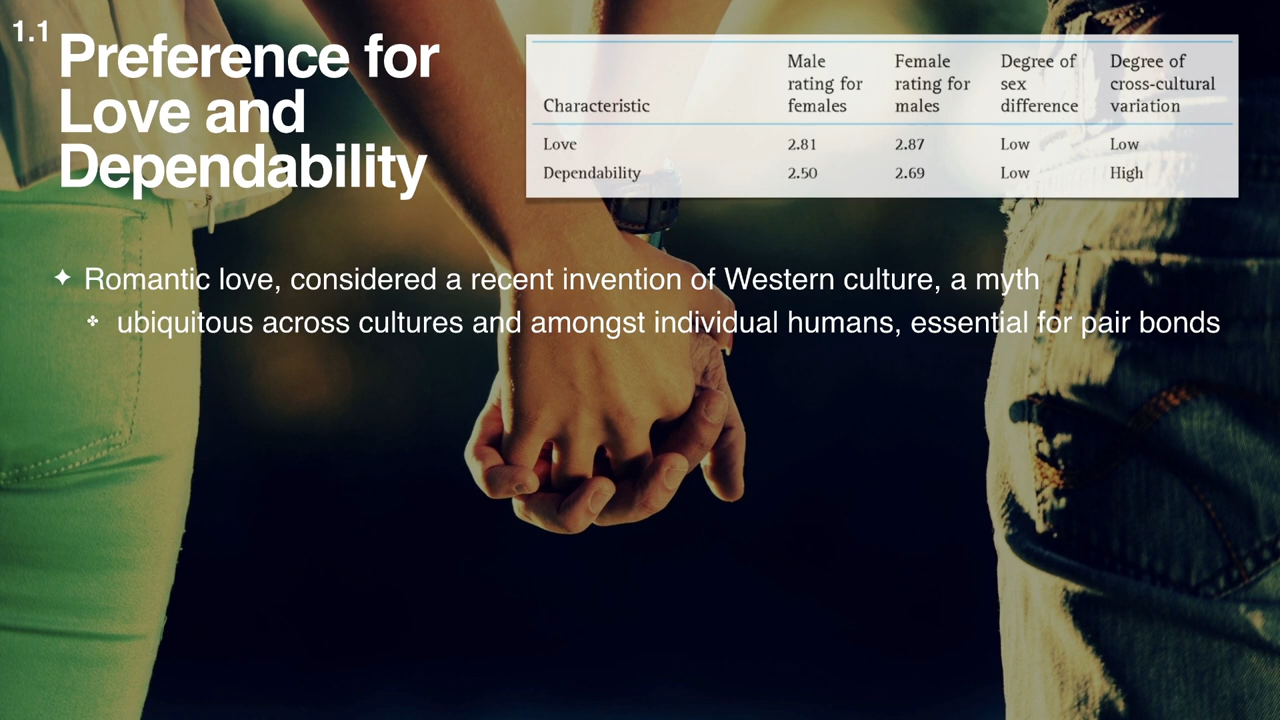 1.1
Preference for
Love and
Dependability
Characteristic Male rating for females Female rating for males Degree of sex difference Degree of cross-cultural variation
Love 2.81 2.87 Low Low
Dependability 2.50 2.69 Low High
✦ Romantic love, considered a recent invention of Western culture, a myth
✤ ubiquitous across cultures and amongst individual humans, essential for pair bonds